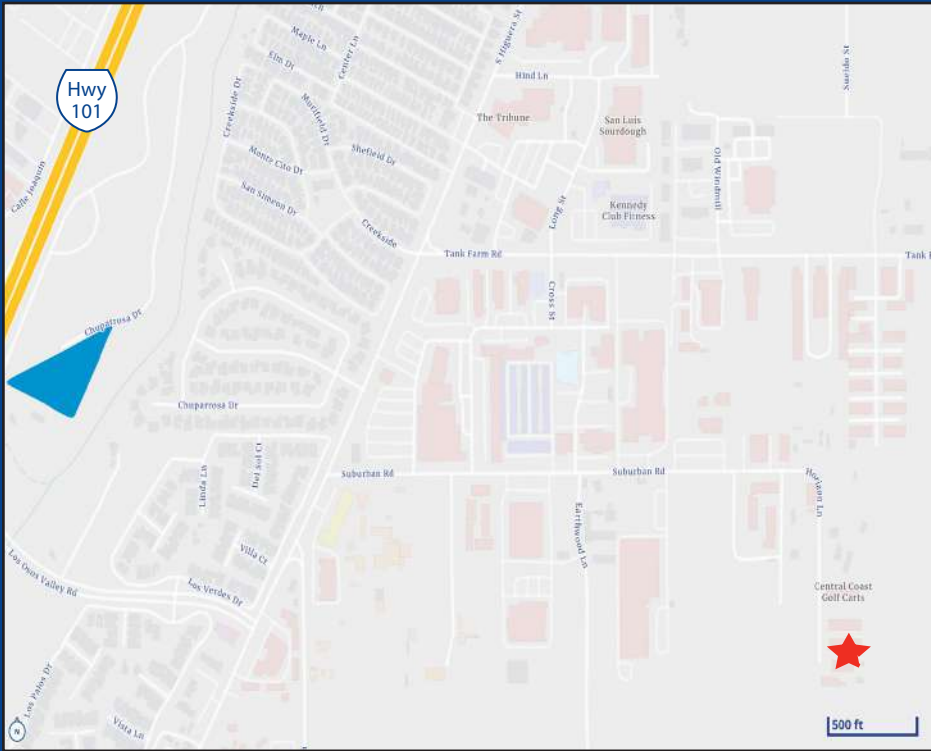 Maple Ln
Center Ln
S Higuera St
Elm Dr
Hind Ln
Sueldo St
Hwy
101
Creekside Dr
Murifield Dr
The Tribune
San Luis
Sourdough
Old Windmill
Shefield Dr
Monte Cito Dr
Calle Joaquin
San Simeon Dr
Kennedy
Club Fitness
Long St
Creekside
Tank Farm Rd
Tank F
Cross St
Chuparrosa Dr
Chuparrosa Dr
Suburban Rd
Suburban Rd
Linda Ln
Del Sol Ct
Horizon Ln
Earthwood Ln
Villa Ct
Los Osos Valley Rd
Los Verdes Dr
Central Coast
Golf Carts
Los Palos Dr
Vista Ln
N
500 ft